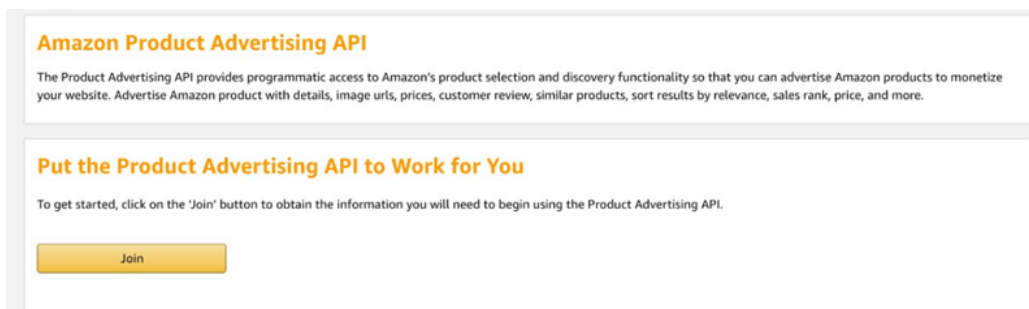 Amazon Product Advertising API
The Product Advertising API provides programmatic access to Amazon's product selection and discovery functionality so that you can advertise Amazon products to monetize
your website. Advertise Amazon product with details, image urls, prices, customer review, similar products, sort results by relevance, sales rank, price, and more.
Put the Product Advertising API to Work for You
To get started, click on the 'Join' button to obtain the information you will need to begin using the Product Advertising API.
Join